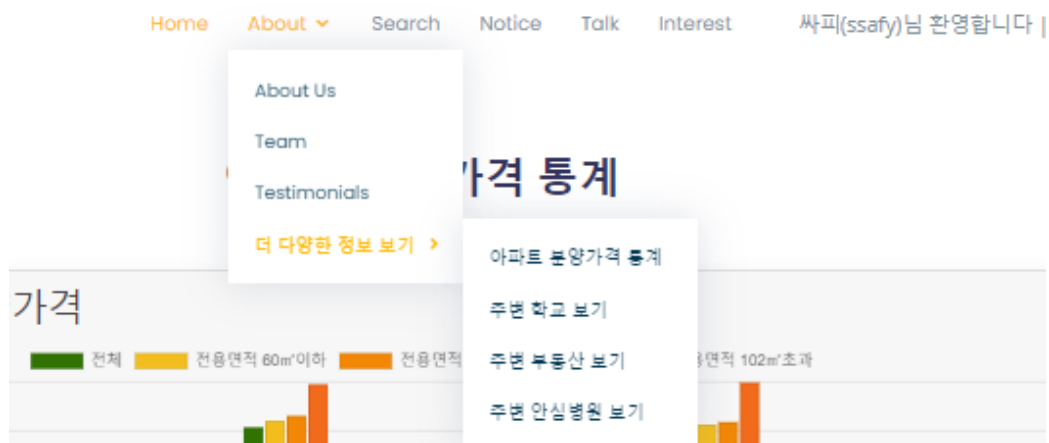 Home About Search Notice Talk Interest 싸피(ssafy)님 환영합니다 |
About Us
Team
Testimonials
더 다양한 정보 보기 >
가격 통계
아파트 분양가격 통계
주변 학교 보기
주변 부동산 보기
주변 안심병원 보기
가격
전체 전용면적 60㎡이하 전용면적 용면적 102㎡초과